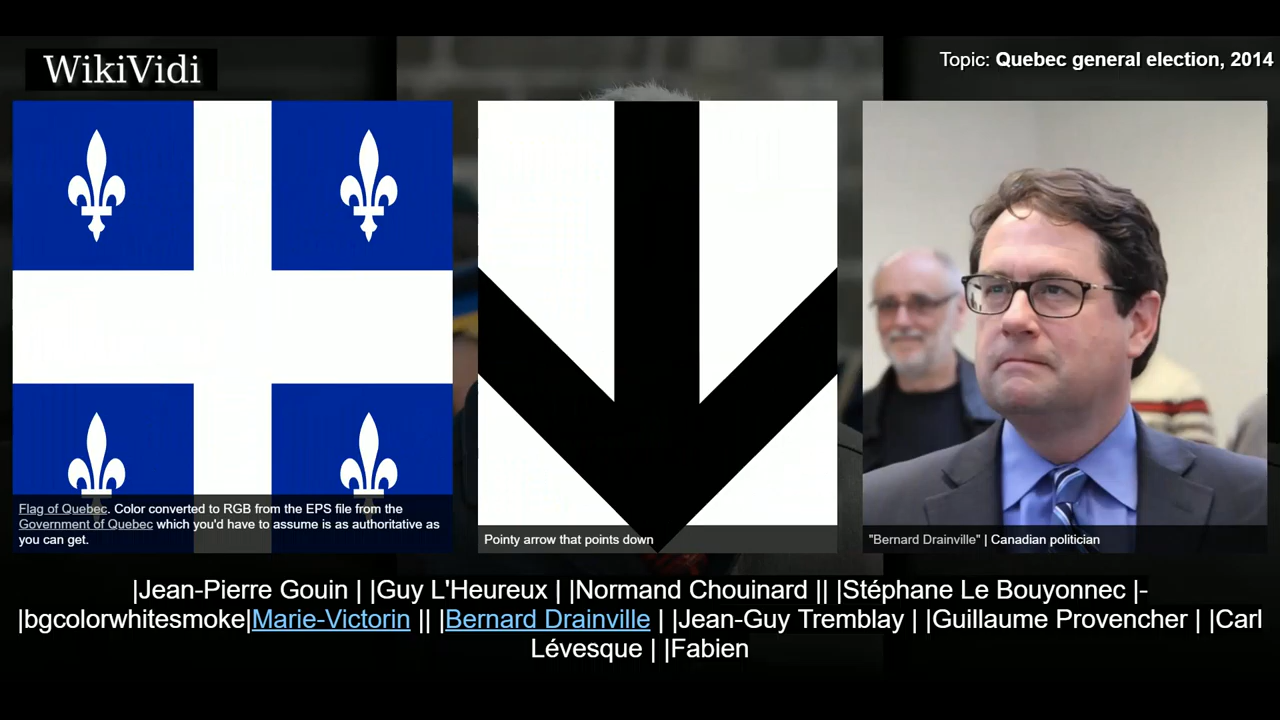 WikiVidi
Topic: Quebec general election, 2014
Flag of Quebec. Color converted to RGB from the EPS file from the
Government of Quebec which you'd have to assume is as authoritative as
you can get.
Pointy arrow that points down
"Bernard Drainville" | Canadian politician
|Jean-Pierre Gouin | |Guy L'Heureux | |Normand Chouinard || |Stéphane Le Bouyonnec |-
|bgcolorwhitesmoke|Marie-Victorin || |Bernard Drainville | |Jean-Guy Tremblay | |Guillaume Provencher | |Carl
Lévesque | |Fabien